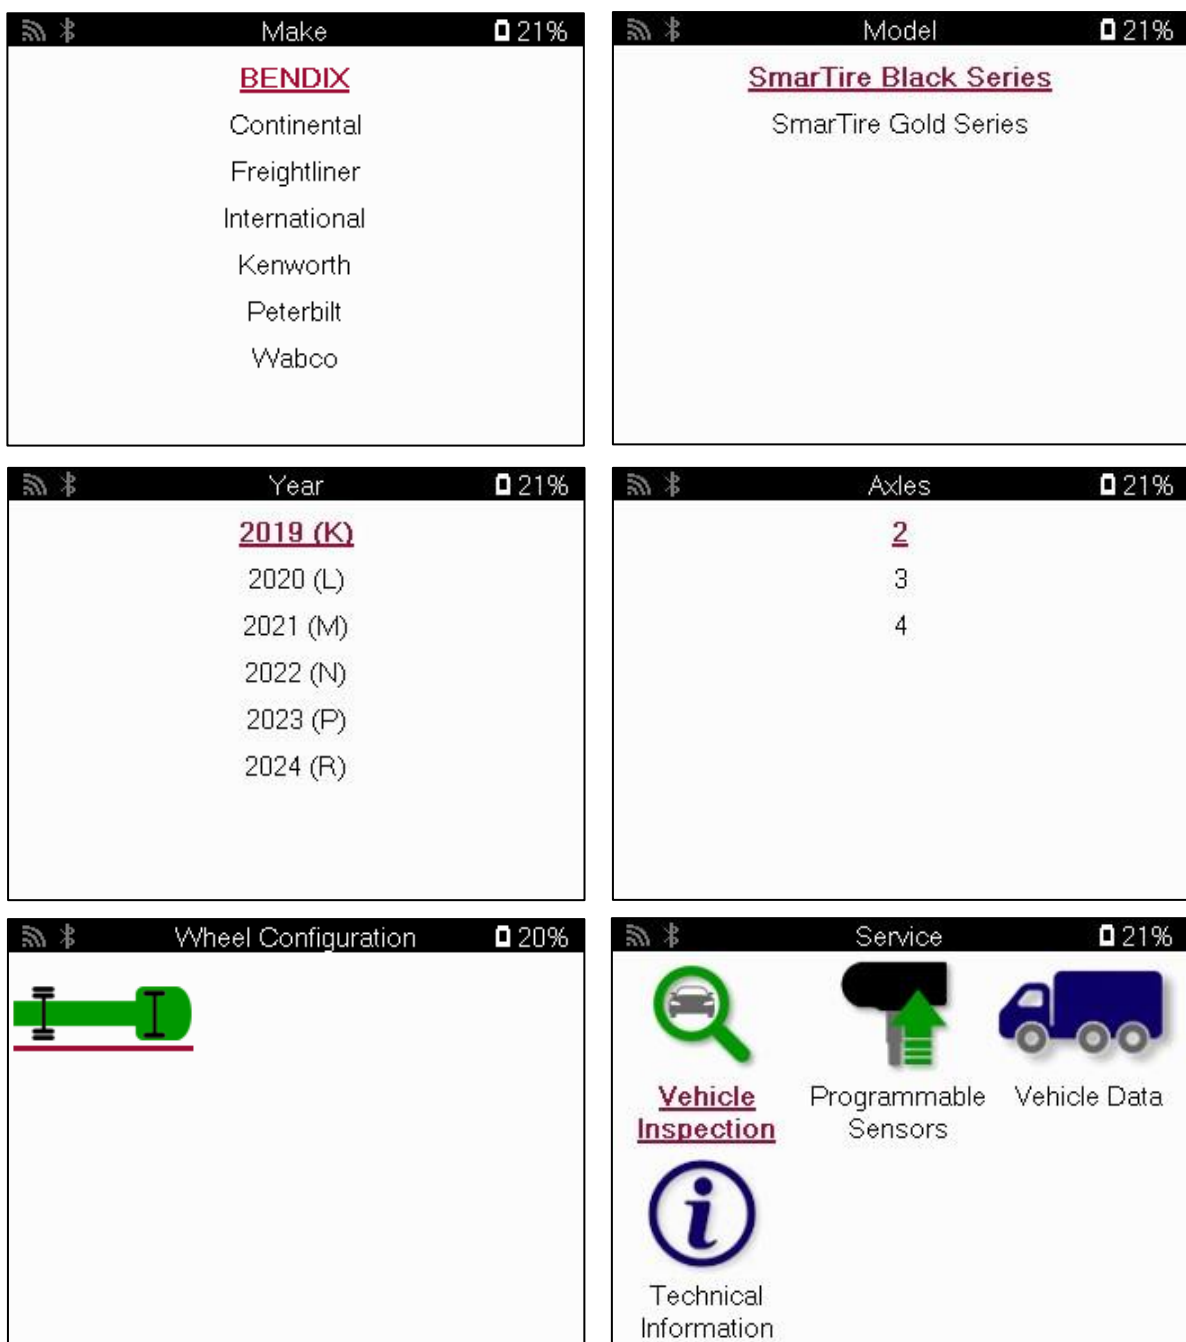 Make 21%
BENDIX
Continental
Freightliner
International
Kenworth
Peterbilt
Wabco
Model 21%
SmarTire Black Series
SmarTire Gold Series
Year 21%
2019 (K)
2020 (L)
2021 (M)
2022 (N)
2023 (P)
2024 (R)
Axles 21%
2
3
4
Wheel Configuration 20%
Service 21%
Vehicle
Inspection
Programmable
Sensors
Vehicle Data
Technical
Information